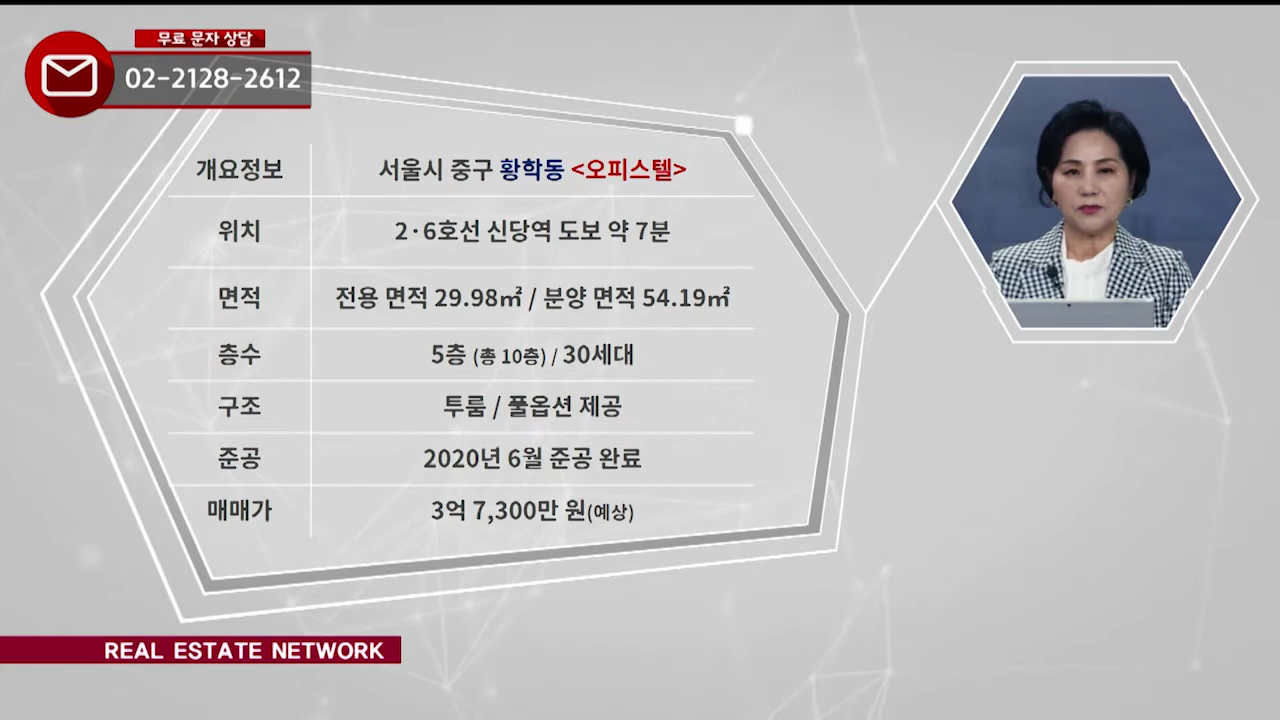 무료 문자 상담
02-2128-2612
개요정보 서울시 중구 황학동 <오피스텔>
위치 2·6호선 신당역 도보 약 7분
면적 전용 면적 29.98㎡ / 분양 면적 54.19㎡
층수 5층 (총 10층) / 30세대
구조 투룸 / 풀옵션 제공
준공 2020년 6월 준공 완료
매매가 3억 7,300만 원(예상)
REAL ESTATE NETWORK